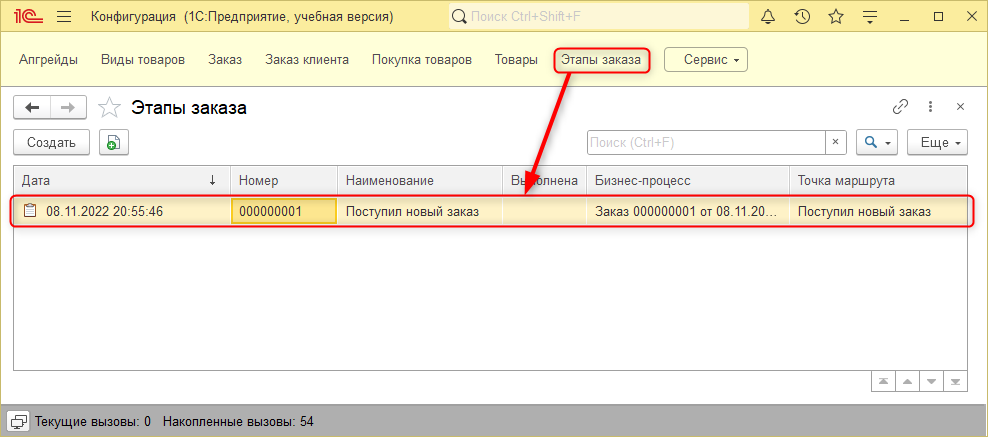 1С Конфигурация (1С:Предприятие, учебная версия) Поиск Ctrl+Shift+F
Апгрейды Виды товаров Заказ Заказ клиента Покупка товаров Товары Этапы заказа Сервис
Этапы заказа
Создать Поиск (Ctrl+F) × Еще
Дата ↓ Номер Наименование Выполнена Бизнес-процесс Точка маршрута
08.11.2022 20:55:46 000000001 Поступил новый заказ Заказ 000000001 от 08.11.20... Поступил новый заказ
Текущие вызовы: 0 Накопленные вызовы: 54